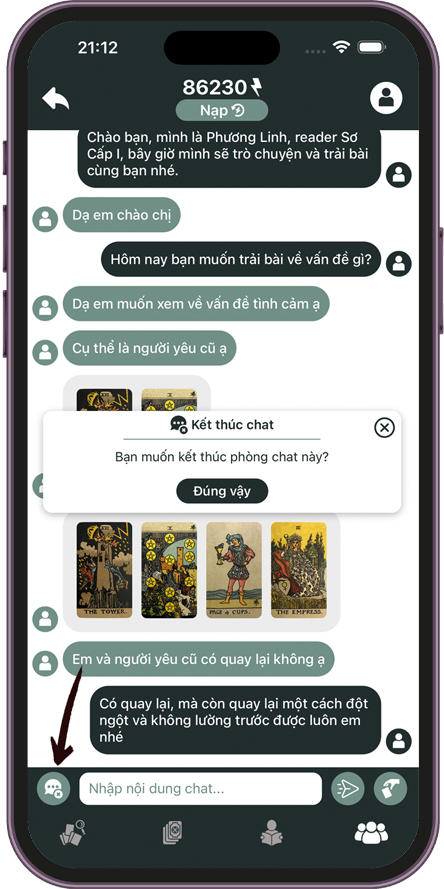 21:12
86230
Nạp
Chào bạn, mình là Phương Linh, reader Sơ
Cấp I, bây giờ mình sẽ trò chuyện và trải bài
cùng bạn nhé.
Dạ em chào chị
Hôm nay bạn muốn trải bài về vấn đề gì?
Dạ em muốn xem về vấn đề tình cảm ạ
Cụ thể là người yêu cũ ạ
Kết thúc chat
Bạn muốn kết thúc phòng chat này?
Đúng vậy
X
THE TOWER.
PAGE of CUPS.
THE EMPRESS.
Em và người yêu cũ có quay lại không ạ
Có quay lại, mà còn quay lại một cách đột
ngột và không lường trước được luôn em
nhé
Nhập nội dung chat...